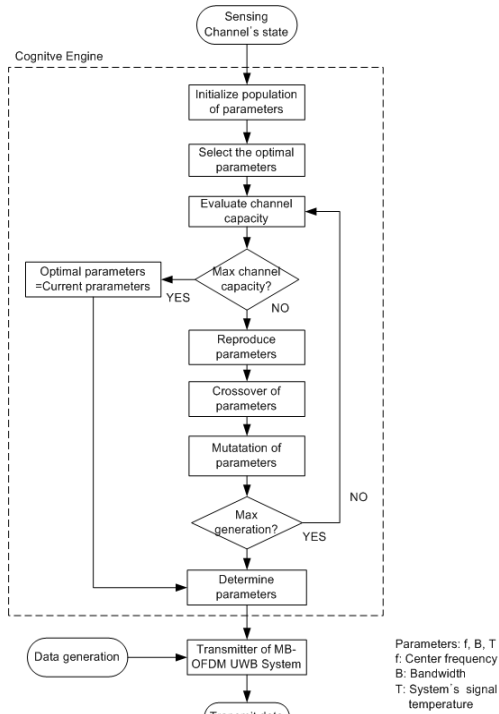 Sensing
Channel´s state
Cognitve Engine
Initialize population
of parameters
Select the optimal
parameters
Evaluate channel
capacity
Optimal parameters
=Current prarameters
Max channel
capacity?
YES
NO
Reproduce
parameters
Crossover of
parameters
Mutatation of
parameters
NO
Max
generation?
YES
Determine
parameters
Data generation
Transmitter of MB-
OFDM UWB System
Parameters: f, B, T
f: Center frequency
B: Bandwidth
T: System´s signal
temperature
Transmit data